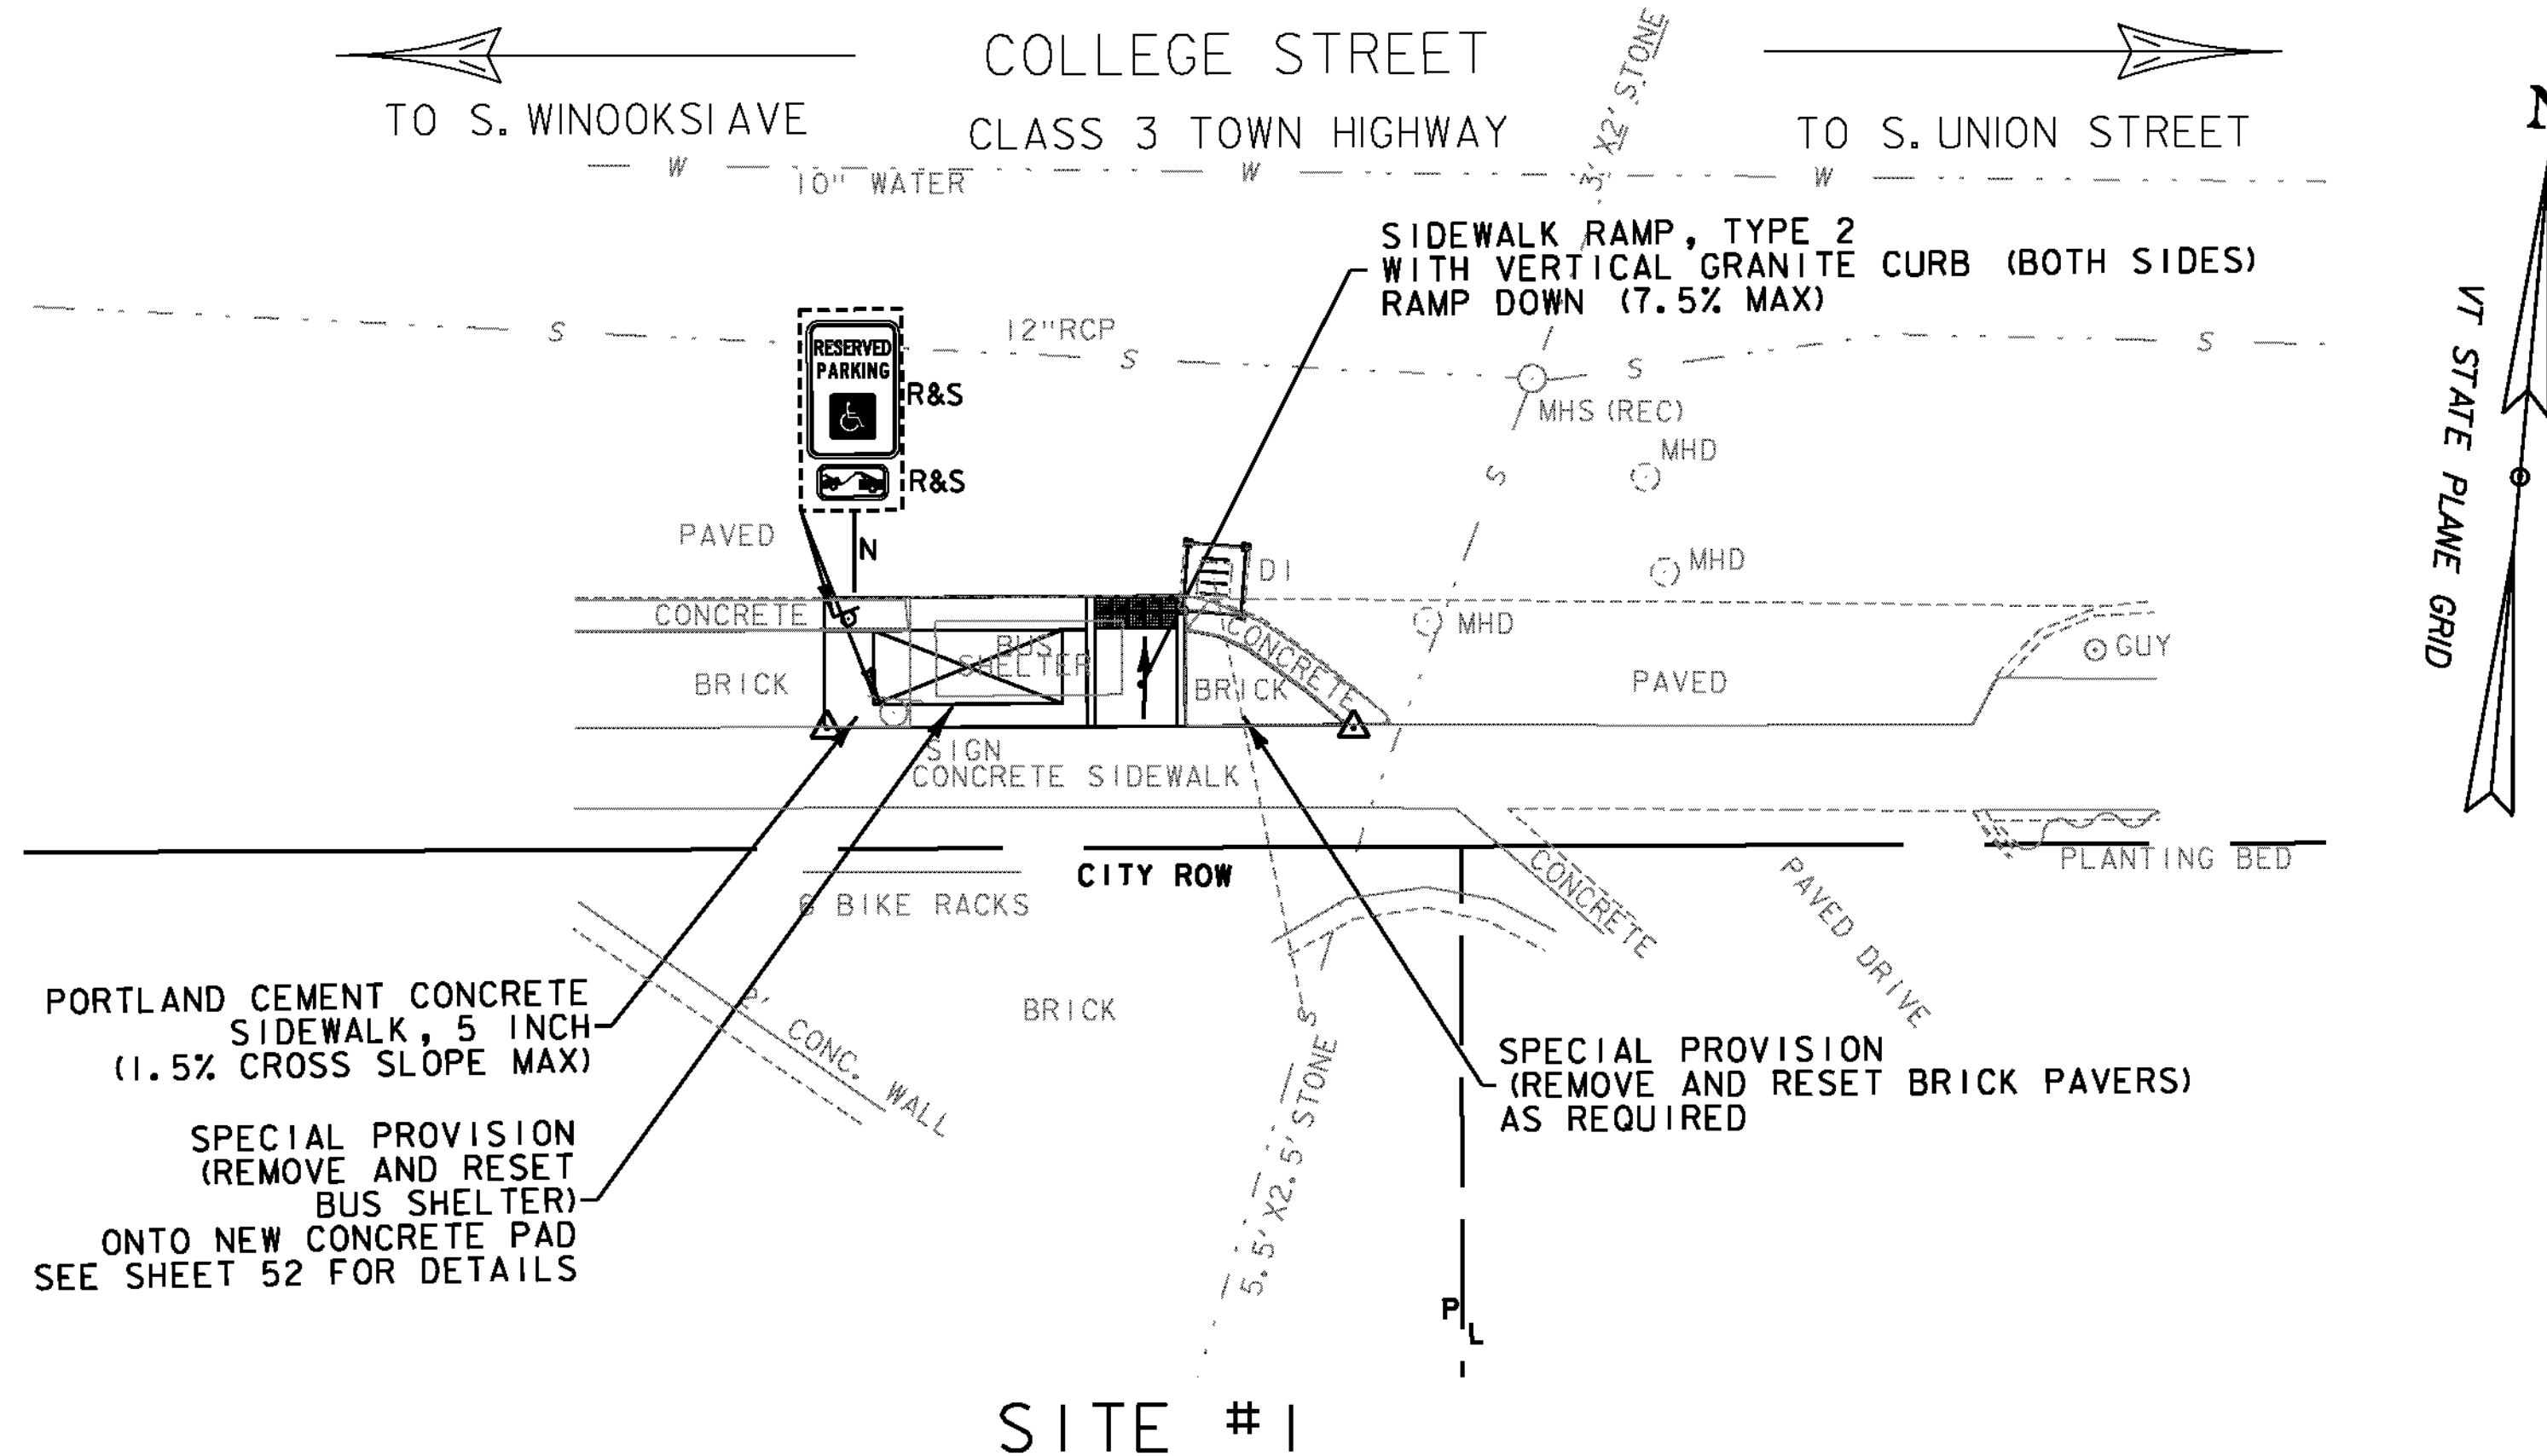 COLLEGE STREET
TO S. WINOOKSI AVE
CLASS 3 TOWN HIGHWAY
TO S. UNION STREET
3' X2' STONE
N
W
10" WATER
W
W
SIDEWALK RAMP, TYPE 2
WITH VERTICAL GRANITE CURB (BOTH SIDES)
RAMP DOWN (7.5% MAX)
VT STATE PLANE GRID
S
12"RCP
S
S
S
RESERVED
PARKING
R&S
R&S
MHS (REC)
MHD
S
PAVED
N
DI
MHD
CONCRETE
MHD
BUS
SHELTER
CONCRETE
GUY
BRICK
BRICK
PAVED
SIGN
CONCRETE SIDEWALK
CITY ROW
6 BIKE RACKS
CONCRETE
PAVED DRIVE
PLANTING BED
PORTLAND CEMENT CONCRETE
SIDEWALK, 5 INCH
(1.5% CROSS SLOPE MAX)
2' CONC. WALL
BRICK
S
5.5' X2.5' STONE
SPECIAL PROVISION
(REMOVE AND RESET BRICK PAVERS)
AS REQUIRED
SPECIAL PROVISION
(REMOVE AND RESET
BUS SHELTER)
ONTO NEW CONCRETE PAD
SEE SHEET 52 FOR DETAILS
P
L
SITE #1